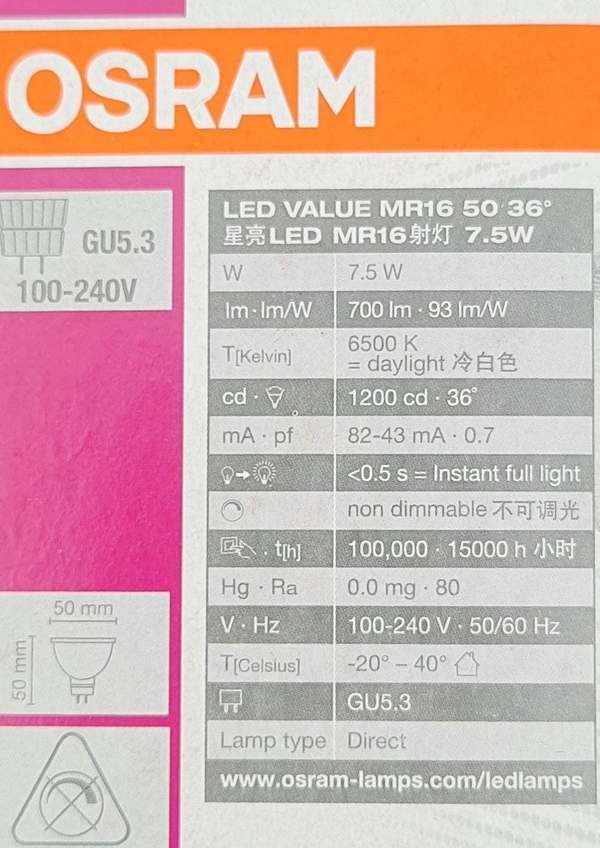 OSRAM
GU5.3
100-240V
50 mm
50 mm
LED VALUE MR16 50 36°
星亮LED MR16射灯 7.5W
W 7.5 W
lm·lm/W 700 lm · 93 lm/W
T[Kelvin] 6500 K
= daylight 冷白色
cd · 1200 cd · 36°
mA · pf 82-43 mA · 0.7
<0.5 s = Instant full light
non dimmable 不可调光
. t[h] 100,000 · 15000 h 小时
Hg · Ra 0.0 mg · 80
V · Hz 100-240 V · 50/60 Hz
T[Celsius] -20° – 40°
GU5.3
Lamp type Direct
www.osram-lamps.com/ledlamps